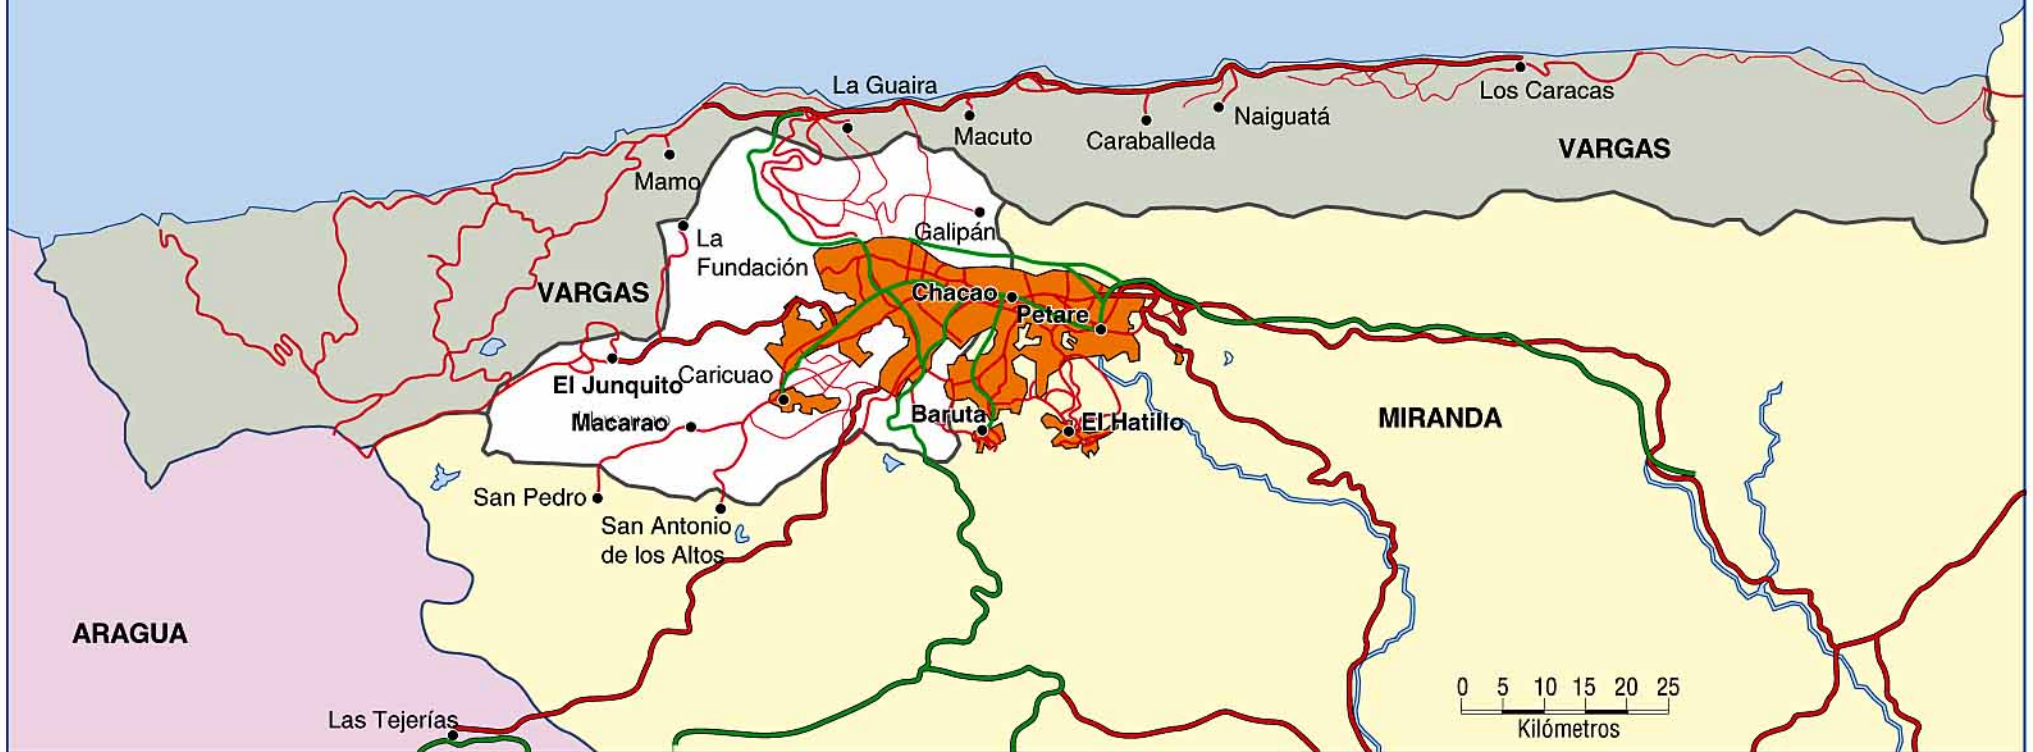 La Guaira
Los Caracas
Naiguatá
Macuto
Caraballeda
VARGAS
Mamo
Galipán
La
Fundación
VARGAS
Chacao
Petare
Caricuao
El Junquito
Macarao
Baruta
El Hatillo
MIRANDA
San Pedro
San Antonio
de los Altos
ARAGUA
0 5 10 15 20 25
Kilómetros
Las Tejerías